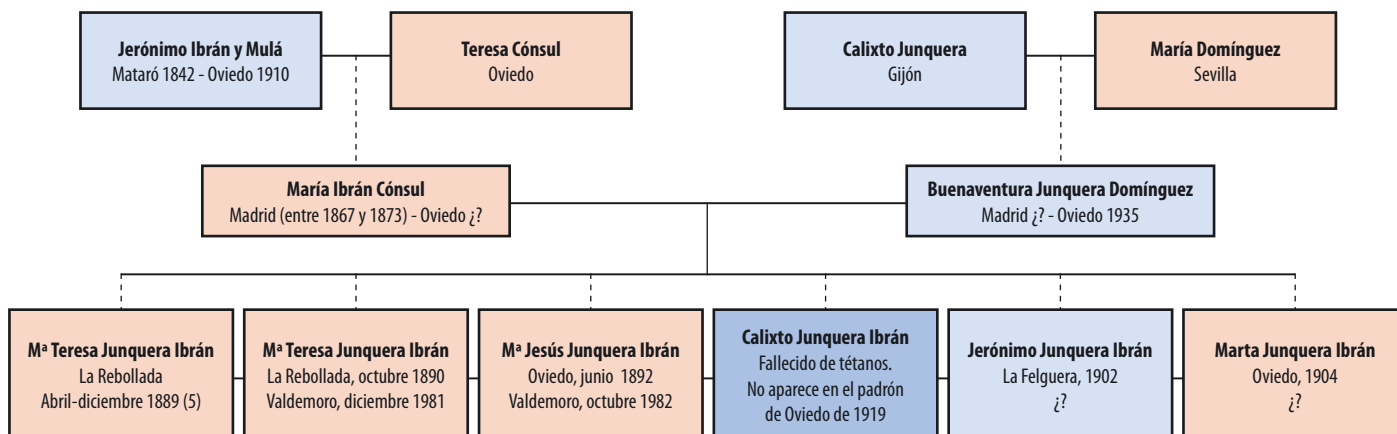 Jerónimo Ibrán y Mulá
Mataró 1842 - Oviedo 1910
Teresa Cónsul
Oviedo
Calixto Junquera
Gijón
María Domínguez
Sevilla
María Ibrán Cónsul
Madrid (entre 1867 y 1873) - Oviedo ¿?
Buenaventura Junquera Domínguez
Madrid ¿? - Oviedo 1935
Mª Teresa Junquera Ibrán
La Rebollada
Abril-diciembre 1889 (5)
Mª Teresa Junquera Ibrán
La Rebollada, octubre 1890
Valdemoro, diciembre 1981
Mª Jesús Junquera Ibrán
Oviedo, junio 1892
Valdemoro, octubre 1982
Calixto Junquera Ibrán
Fallecido de tétanos.
No aparece en el padrón
de Oviedo de 1919
Jerónimo Junquera Ibrán
La Felguera, 1902
¿?
Marta Junquera Ibrán
Oviedo, 1904
¿?